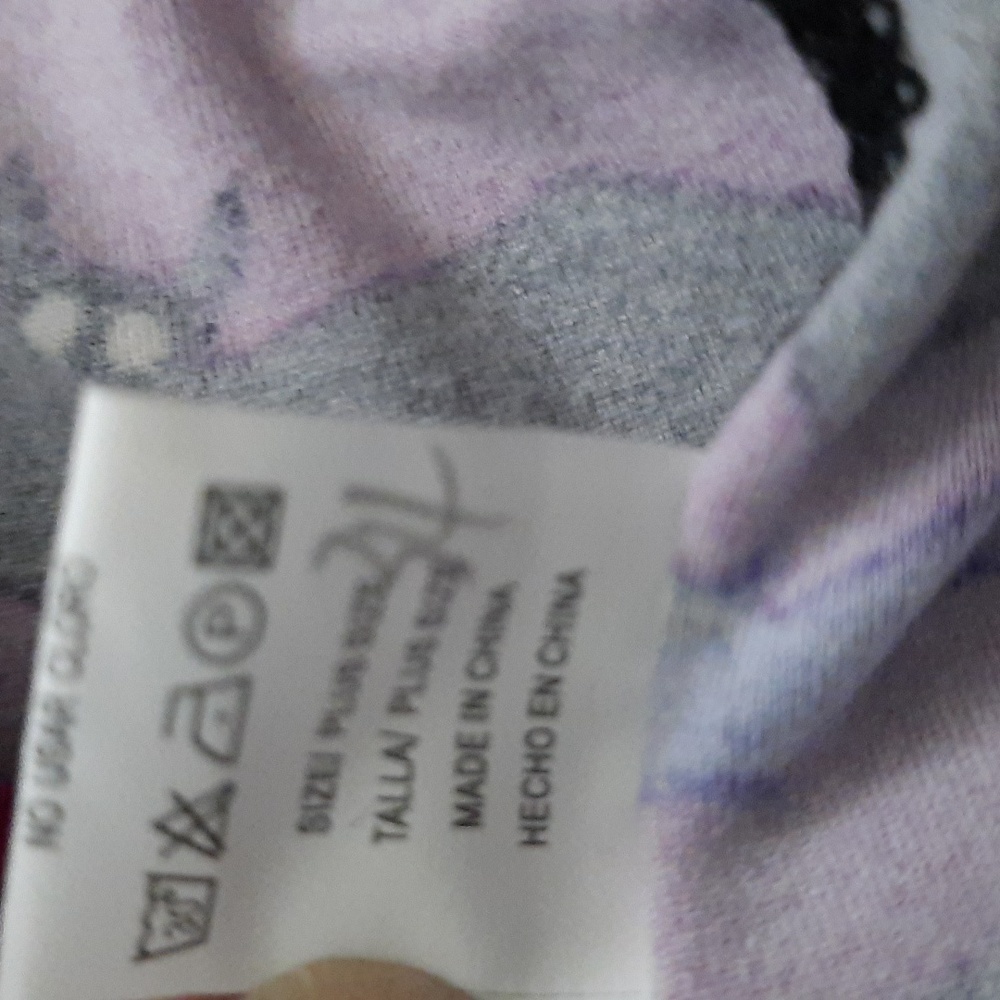 NO USAR CLORO
P
SIZE/ PLUS SIZE
TALLA/ PLUS SIZE
MADE IN CHINA
HECHO EN CHINA